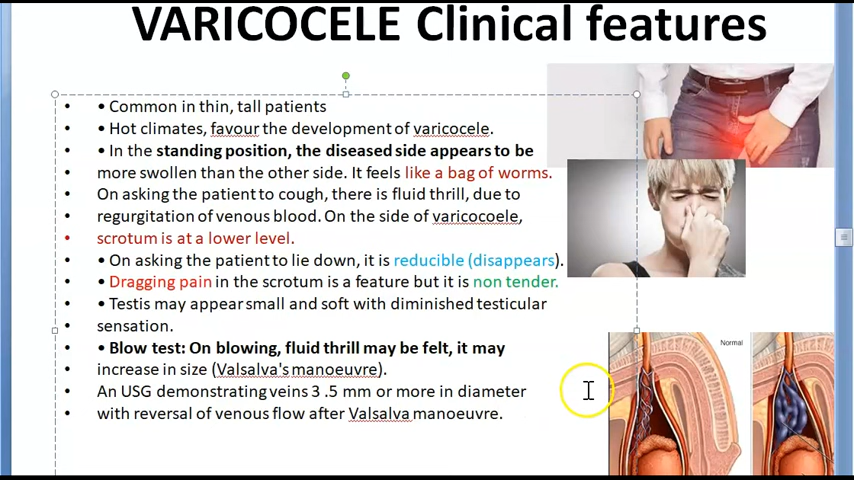 VARICOCELE Clinical features
• • Common in thin, tall patients
• • Hot climates, favour the development of varicocele.
• • In the standing position, the diseased side appears to be
• more swollen than the other side. It feels like a bag of worms.
• On asking the patient to cough, there is fluid thrill, due to
• regurgitation of venous blood. On the side of varicocoele,
• scrotum is at a lower level.
• • On asking the patient to lie down, it is reducible (disappears).
• • Dragging pain in the scrotum is a feature but it is non tender.
• • Testis may appear small and soft with diminished testicular
• sensation.
• • Blow test: On blowing, fluid thrill may be felt, it may
• increase in size (Valsalva's manoeuvre).
• An USG demonstrating veins 3 .5 mm or more in diameter
• with reversal of venous flow after Valsalva manoeuvre.
Normal